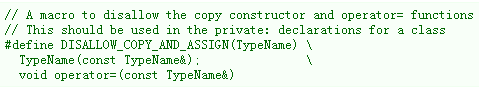 // A macro to disallow the copy constructor and operator= functions
// This should be used in the private: declarations for a class
#define DISALLOW_COPY_AND_ASSIGN(TypeName) \
  TypeName(const TypeName&);               \
  void operator=(const TypeName&)